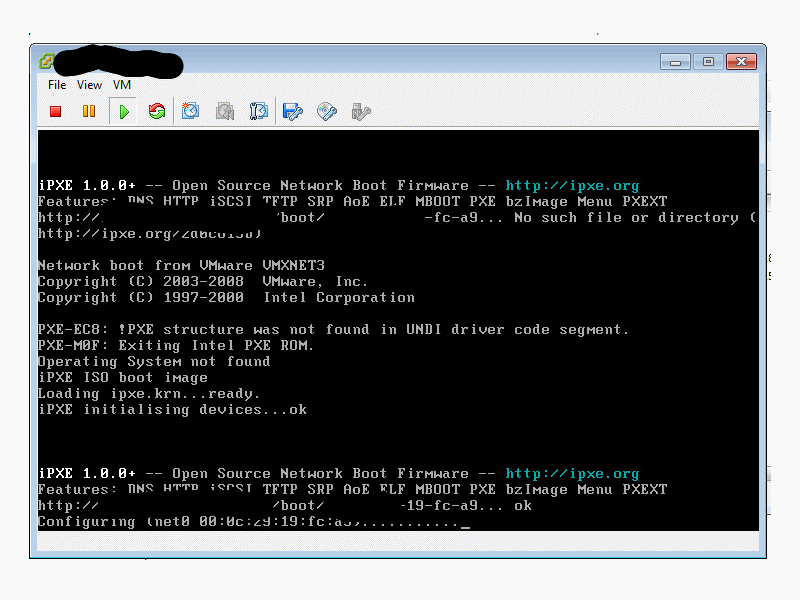 File View VM
iPXE 1.0.0+ -- Open Source Network Boot Firmware -- http://ipxe.org
Features: DNS HTTP iSCSI TFTP SRP AoE ELF MBOOT PXE bzImage Menu PXEXT
http://. /boot/ -fc-a9... No such file or directory (
http://ipxe.org/
Network boot from VMware VMXNET3
Copyright (C) 2003-2008 VMware, Inc.
Copyright (C) 1997-2000 Intel Corporation
PXE-EC8: !PXE structure was not found in UNDI driver code segment.
PXE-M0F: Exiting Intel PXE ROM.
Operating System not found
iPXE ISO boot image
Loading ipxe.krn...ready.
iPXE initialising devices...ok
iPXE 1.0.0+ -- Open Source Network Boot Firmware -- http://ipxe.org
Features: DNS HTTP iSCSI TFTP SRP AoE ELF MBOOT PXE bzImage Menu PXEXT
http:// /boot/ -19-fc-a9... ok
Configuring (net0 00:0c:29:19:fc:a9)..........._